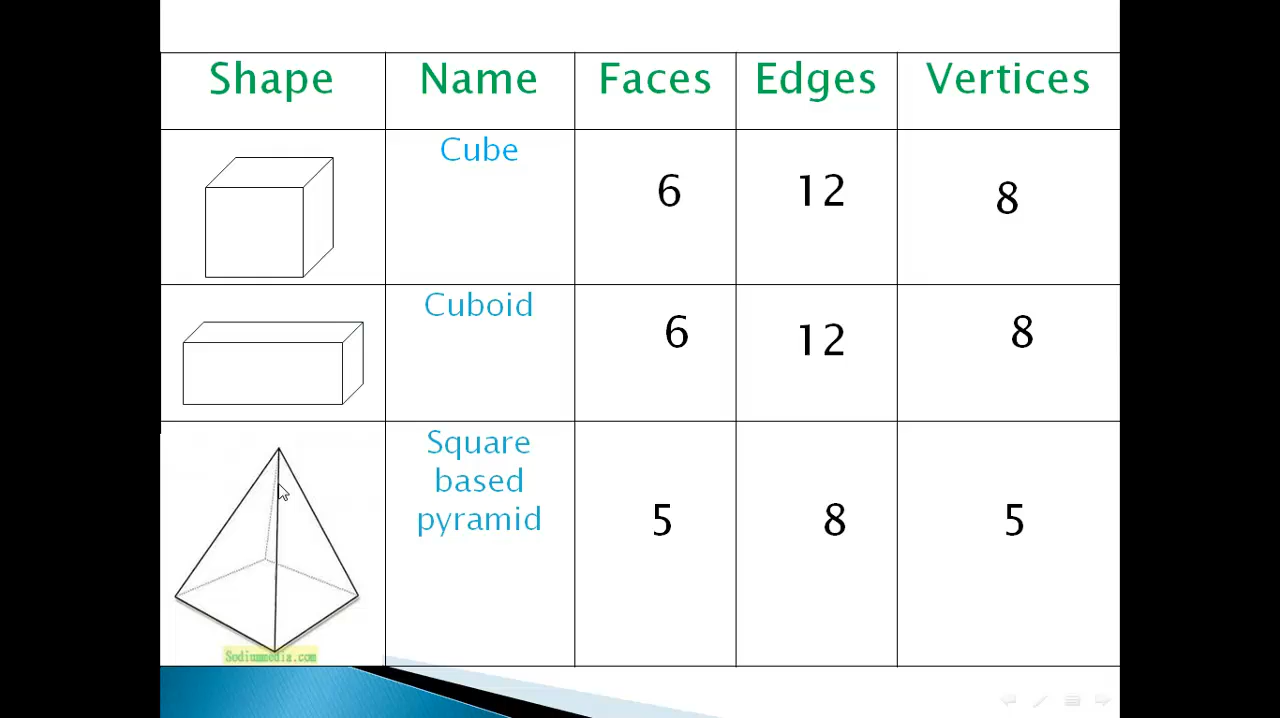 Shape Name Faces Edges Vertices
Cube
6 12 8
Cuboid
6 12 8
Square
based
pyramid
5 8 5
Sodiummedia.com